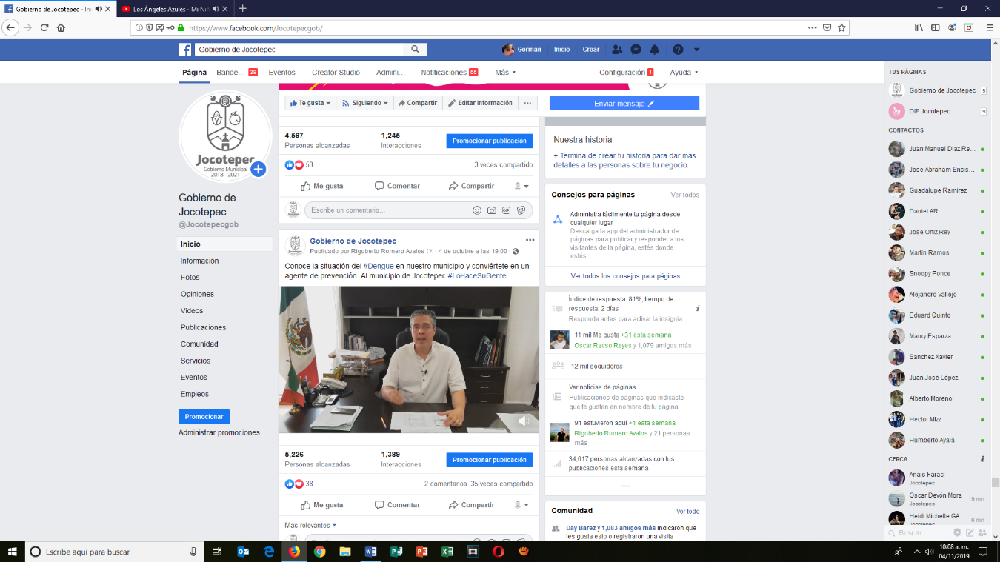 Gobierno de Jocotepec - Inic
Los Ángeles Azules - Mi Niñ
https://www.facebook.com/Jocotepecgob/
Gobierno de Jocotepec
German
Inicio
Crear
Página
Bande... 39
Eventos
Creator Studio
Admini...
Notificaciones 55
Más
Configuración 1
Ayuda
Te gusta
Siguiendo
Compartir
Editar información
Enviar mensaje
Jocotepec
Gobierno Municipal
2018 - 2021
Gobierno de
Jocotepec
@Jocotepecgob
Inicio
Información
Fotos
Opiniones
Videos
Publicaciones
Comunidad
Servicios
Eventos
Empleos
Promocionar
Administrar promociones
4,597
Personas alcanzadas
1,245
Interacciones
Promocionar publicación
53
3 veces compartido
Me gusta
Comentar
Compartir
Escribe un comentario...
Gobierno de Jocotepec
Publicado por Rigoberto Romero Avalos [?] · 4 de octubre a las 19:00 ·
Conoce la situación del #Dengue en nuestro municipio y conviértete en un
agente de prevención. Al municipio de Jocotepec #LoHaceSuGente
5,226
Personas alcanzadas
1,389
Interacciones
Promocionar publicación
38
2 comentarios 35 veces compartido
Me gusta
Comentar
Compartir
Más relevantes
Nuestra historia
+ Termina de crear tu historia para dar más
detalles a las personas sobre tu negocio.
Consejos para páginas
Ver todos
Administra fácilmente tu página desde
cualquier lugar
Descarga la app del administrador de
páginas para publicar y responder a los
visitantes de la página, estés donde
estés.
Ver todos los consejos para páginas
Índice de respuesta: 81%; tiempo de
respuesta: 2 días
Responde antes para activar la insignia
11 mil Me gusta +31 esta semana
Oscar Racso Reyes y 1,079 amigos más
12 mil seguidores
Ver noticias de páginas
Publicaciones de páginas que indicaste
que te gustan en nombre de tu página
91 estuvieron aquí +1 esta semana
Rigoberto Romero Avalos y 21 personas
más
34,617 personas alcanzadas con tus
publicaciones esta semana
Comunidad
Ver todo
Day Barez y 1,083 amigos más indicaron que
les gusta esto o registraron una visita
TUS PÁGINAS
Gobierno de Jocotepec 9
DIF Jocotepec 9
CONTACTOS
Juan Manuel Diaz Re...
Jose Abraham Encis...
Guadalupe Ramirez
Daniel AR
Jose Ortiz Rey
Martín Ramos
Snoopy Ponce
Alejandro Vallejo
Eduard Quinto
Maury Esparza
Sanchez Xavier
Juan José López
Alberto Moreno
Hector Mtzz
Humberto Ayala
CERCA
Anais Faraci
Jocotepec
Oscar Devón Mora
Jocotepec
19 min
Heidi Michelle GA
Jocotepec
6 min
Buscar
Escribe aquí para buscar
10:08 a. m.
04/11/2019